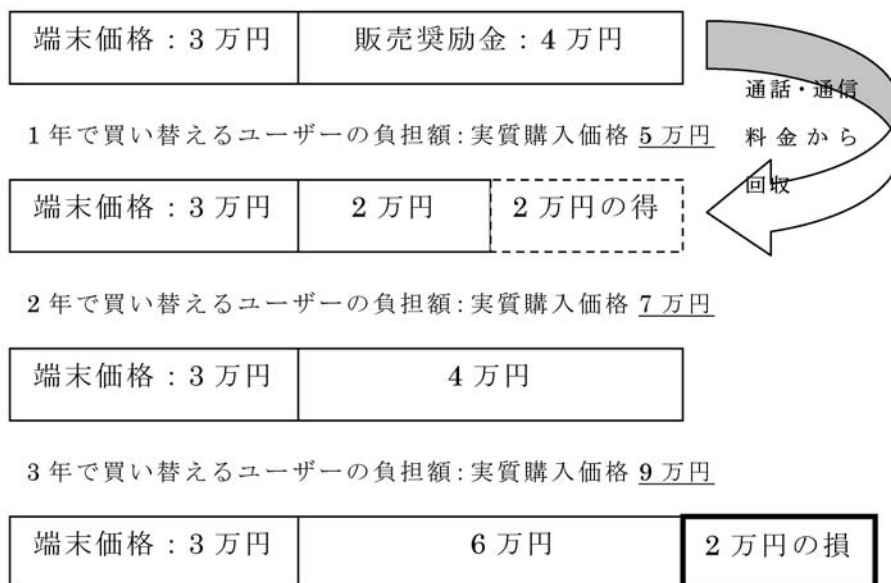 端末価格：3万円 販売奨励金：4万円
通話・通信
料金から
回収
1年で買い替えるユーザーの負担額：実質購入価格 5万円
端末価格：3万円 2万円 2万円の得
2年で買い替えるユーザーの負担額：実質購入価格 7万円
端末価格：3万円 4万円
3年で買い替えるユーザーの負担額：実質購入価格 9万円
端末価格：3万円 6万円 2万円の損